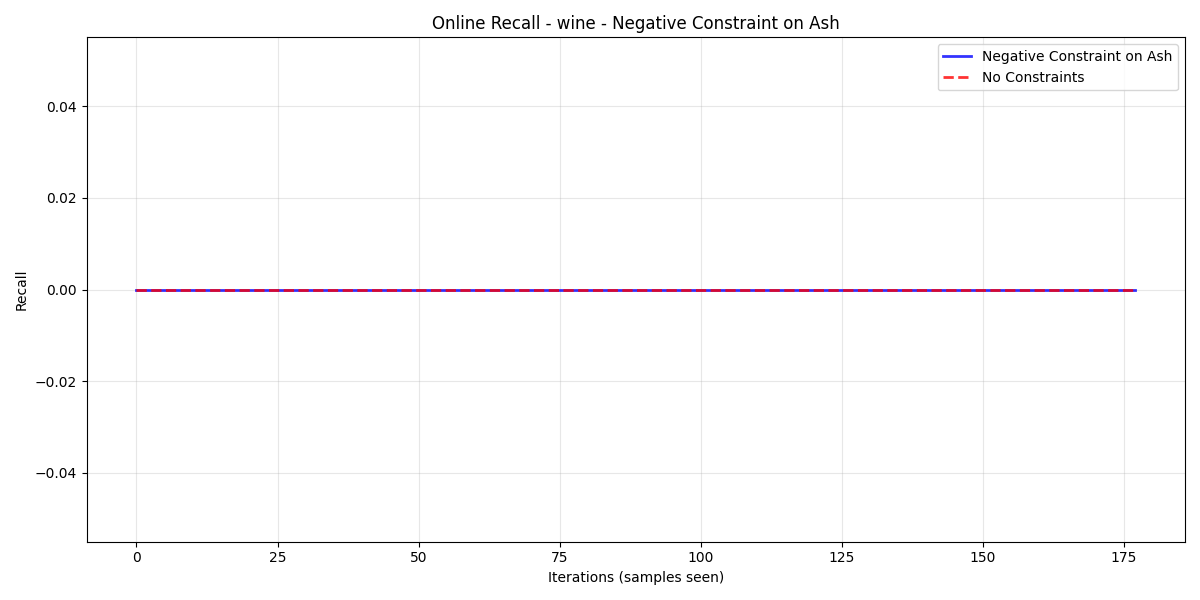 Online Recall - wine - Negative Constraint on Ash
Negative Constraint on Ash
No Constraints
0.04
0.02
0.00
−0.02
−0.04
Recall
0 25 50 75 100 125 150 175
Iterations (samples seen)